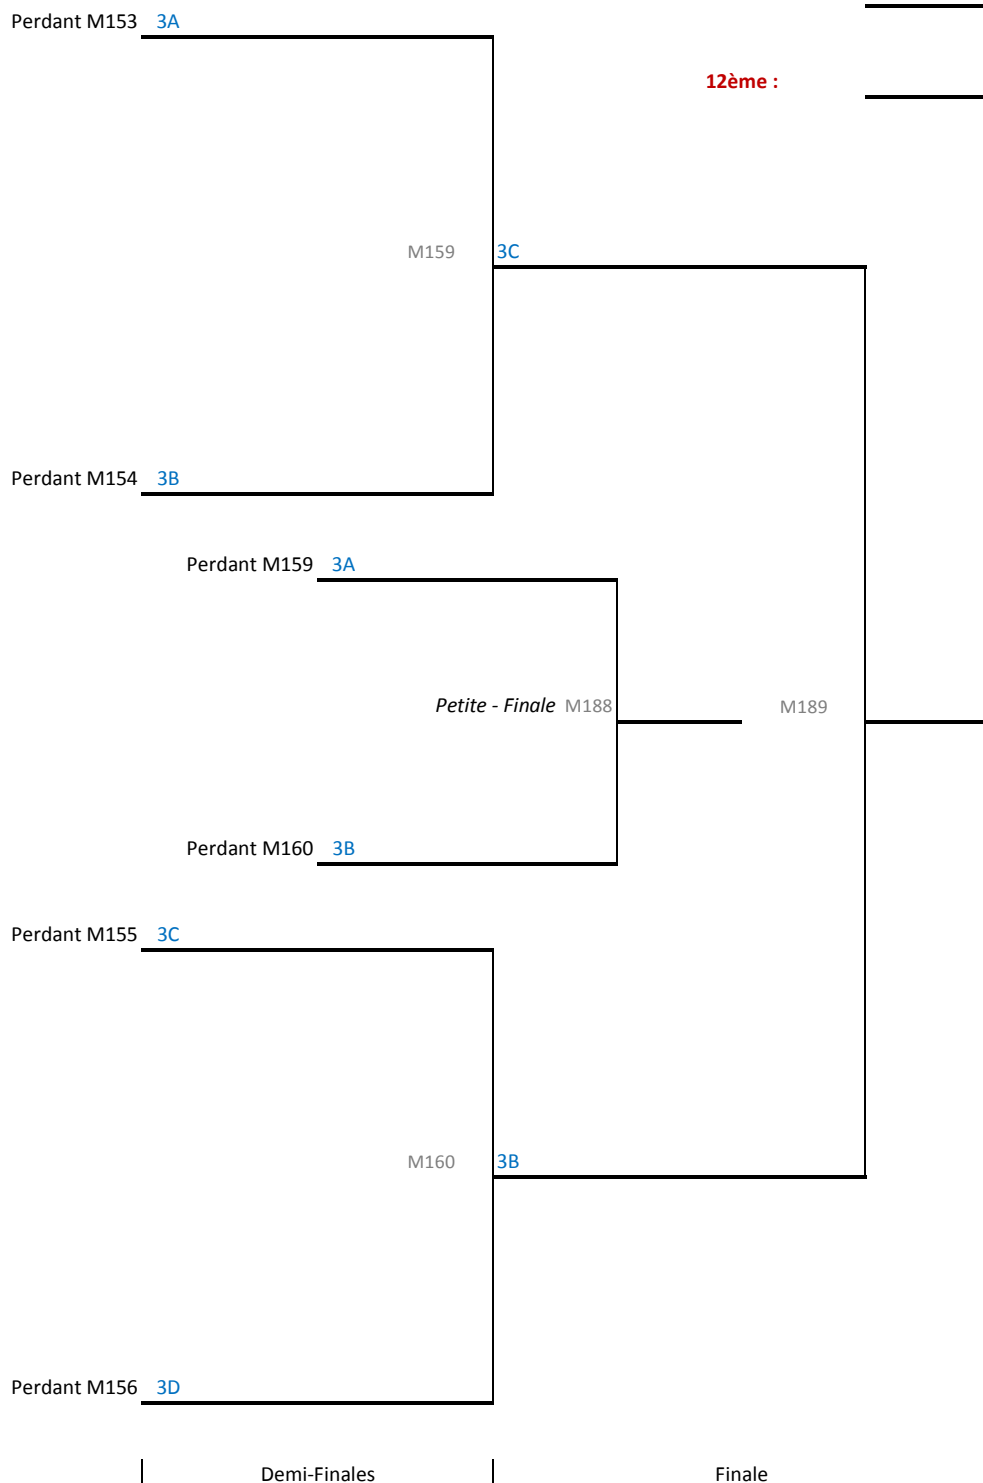 Perdant M153 3A
12ème :
M159 3C
Perdant M154 3B
Perdant M159 3A
Petite - Finale M188 M189
Perdant M160 3B
Perdant M155 3C
M160 3B
Perdant M156 3D
Demi-Finales Finale